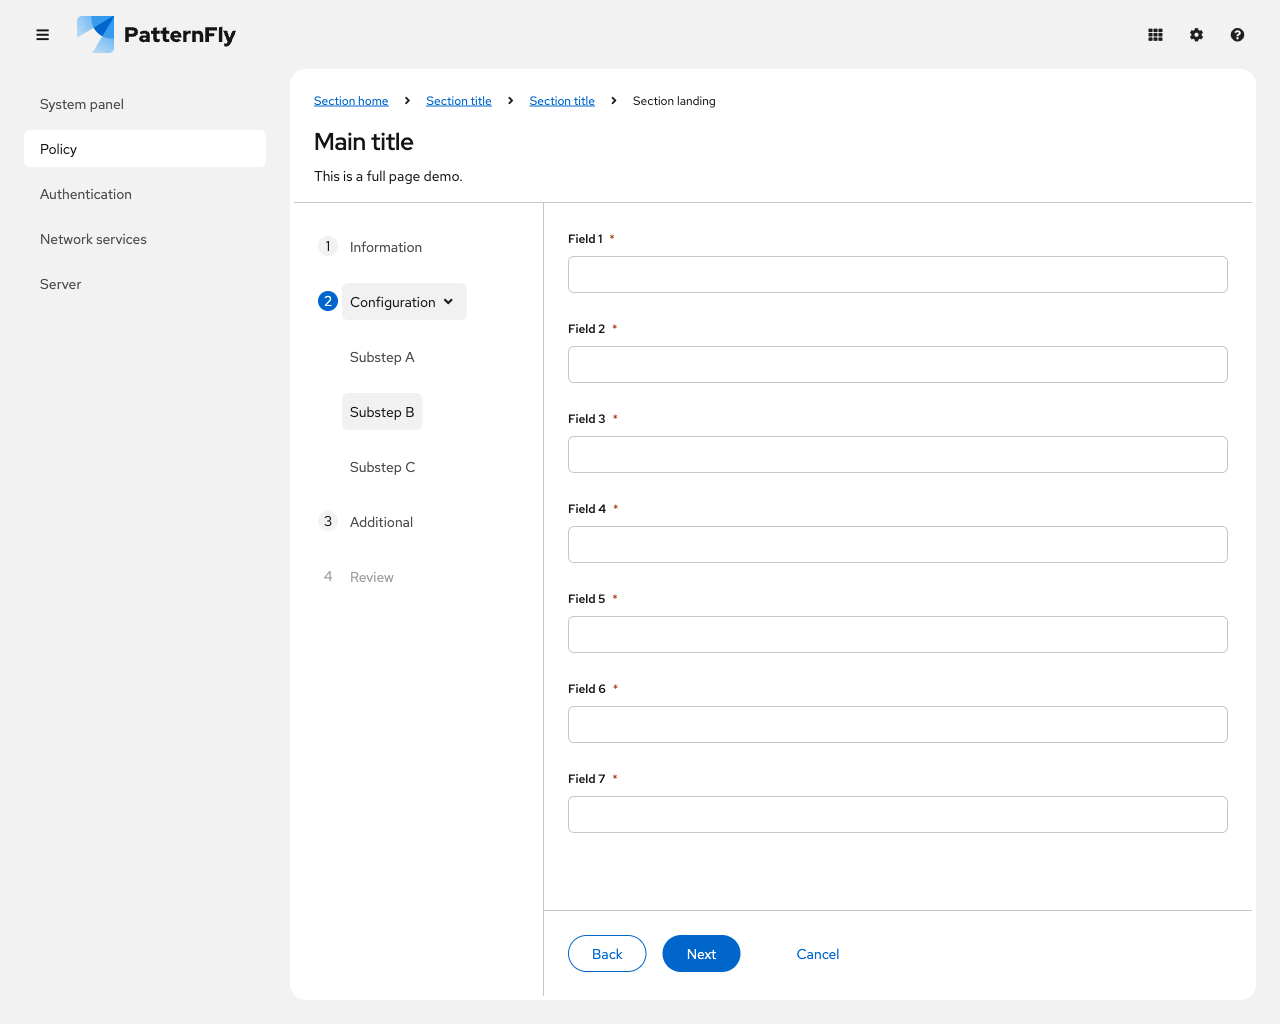 PatternFly
System panel
Policy
Authentication
Network services
Server
Section home
Section title
Section title
Section landing
Main title
This is a full page demo.
1 Information
2 Configuration
Substep A
Substep B
Substep C
3 Additional
4 Review
Field 1 *
Field 2 *
Field 3 *
Field 4 *
Field 5 *
Field 6 *
Field 7 *
Back
Next
Cancel